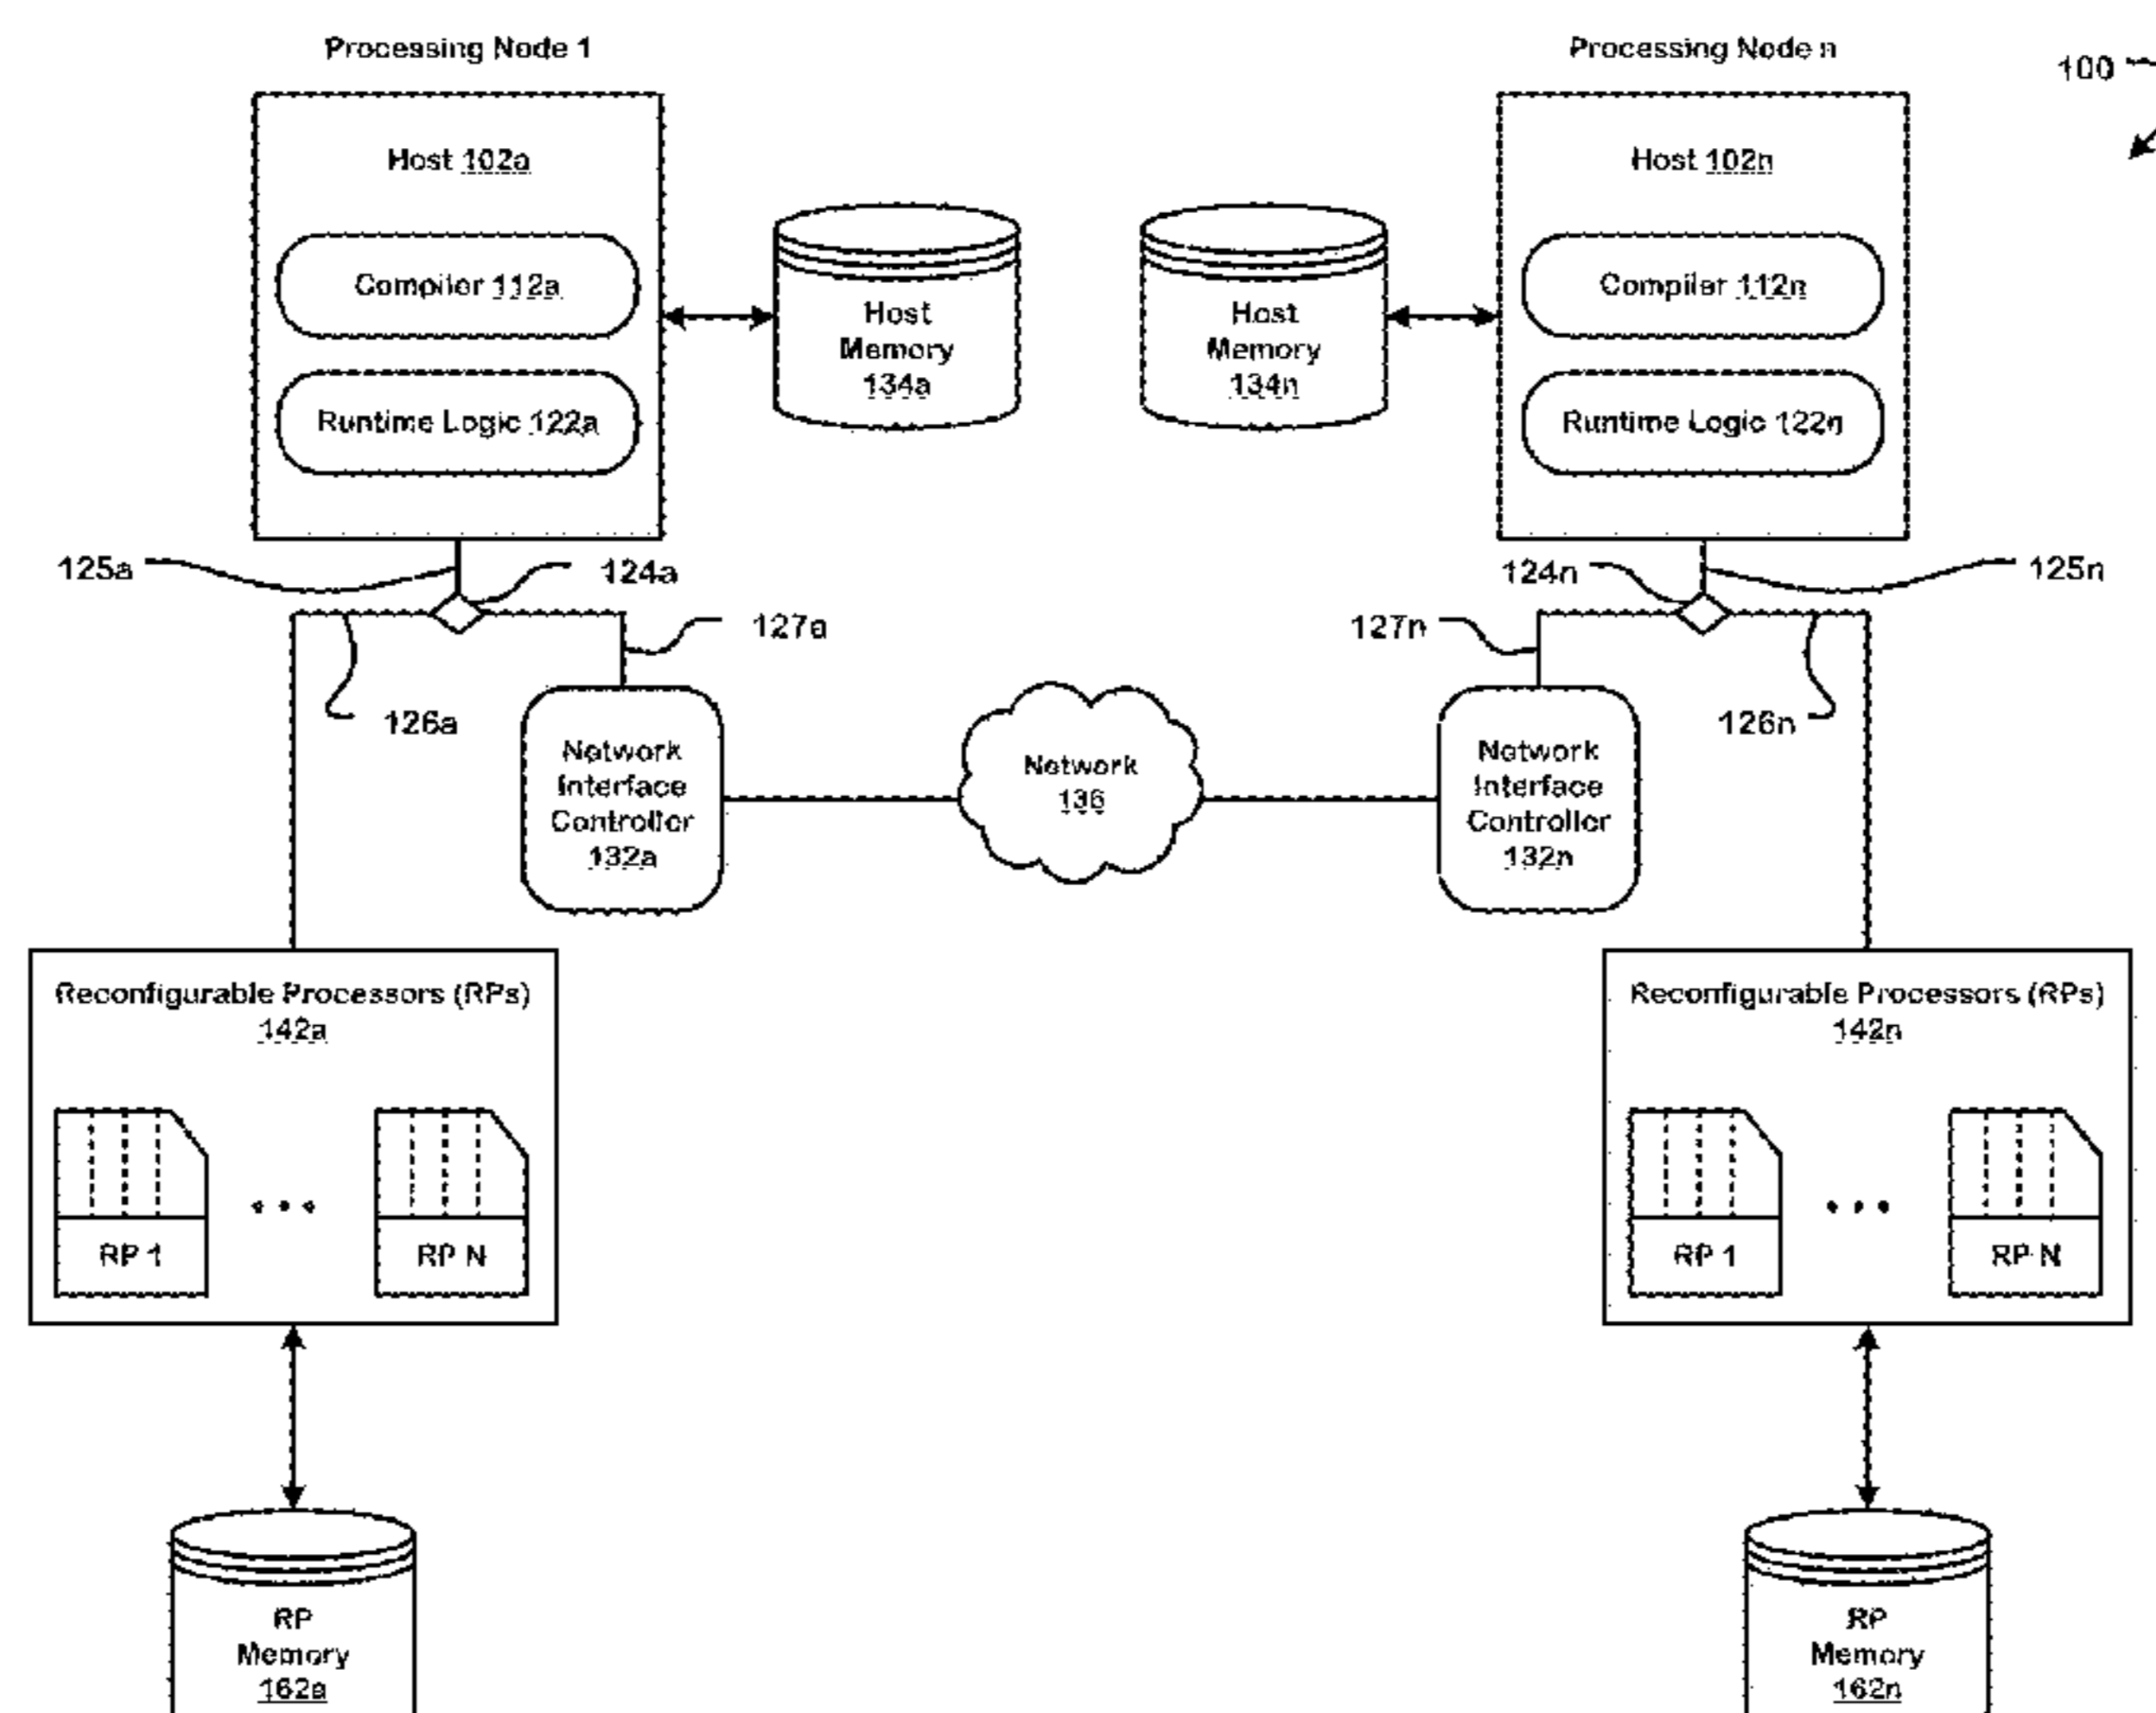 Processing Node 1
Processing Node n
100
Host 102a
Host 102n
Compiler 112a
Compiler 112n
Host
Memory
134a
Host
Memory
134n
Runtime Logic 122a
Runtime Logic 122n
125a
124a
124n
125n
127a
127n
126a
126n
Network
Interface
Controller
132a
Network
136
Network
Interface
Controller
132n
Reconfigurable Processors (RPs)
142a
Reconfigurable Processors (RPs)
142n
RP 1
RP N
RP 1
RP N
RP
Memory
162a
RP
Memory
162n